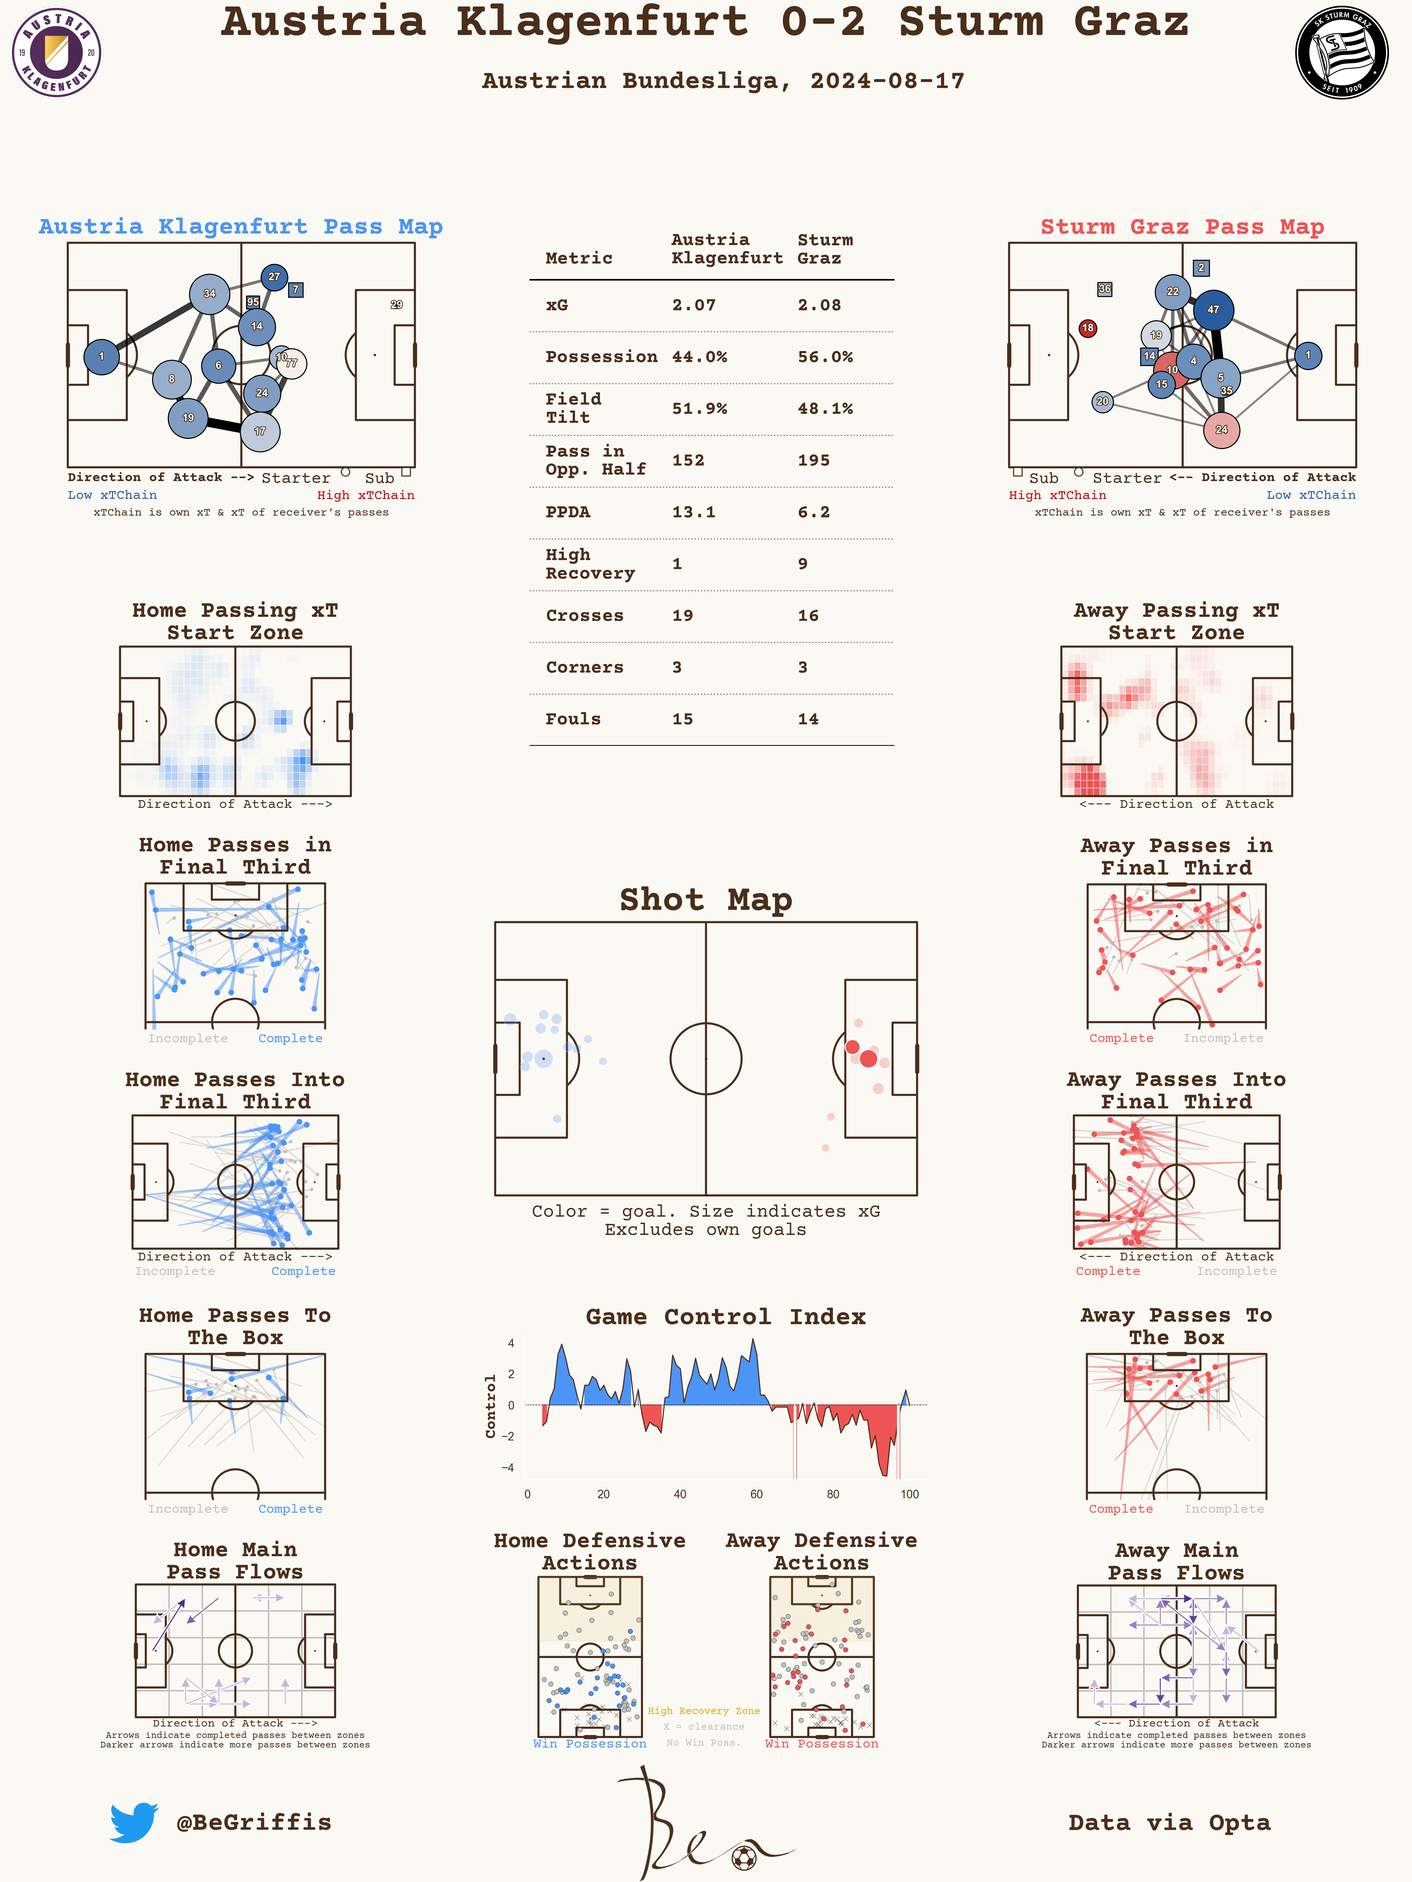 Austria Klagenfurt 0-2 Sturm Graz
Austrian Bundesliga, 2024-08-17
AUSTRIA
19 20
KLAGENFURT
SK STURM GRAZ
SEIT 1909
Austria Klagenfurt Pass Map
1
34
27
7
95
14
29
10
77
6
8
24
19
17
Direction of Attack --> Starter Sub
Low xTChain High xTChain
xTChain is own xT & xT of receiver's passes
Metric Austria Klagenfurt Sturm Graz
xG 2.07 2.08
Possession 44.0% 56.0%
Field Tilt 51.9% 48.1%
Pass in Opp. Half 152 195
PPDA 13.1 6.2
High Recovery 1 9
Crosses 19 16
Corners 3 3
Fouls 15 14
Sturm Graz Pass Map
2
36
22
47
18
19
14
4
1
10
15
5
35
20
24
Sub Starter <-- Direction of Attack
High xTChain Low xTChain
xTChain is own xT & xT of receiver's passes
Home Passing xT
Start Zone
Direction of Attack --->
Away Passing xT
Start Zone
<--- Direction of Attack
Home Passes in
Final Third
Incomplete Complete
Away Passes in
Final Third
Complete Incomplete
Shot Map
Color = goal. Size indicates xG
Excludes own goals
Home Passes Into
Final Third
Direction of Attack --->
Incomplete Complete
Away Passes Into
Final Third
<--- Direction of Attack
Complete Incomplete
Home Passes To
The Box
Incomplete Complete
Game Control Index
Control
4
2
0
−2
−4
0 20 40 60 80 100
Away Passes To
The Box
Complete Incomplete
Home Main
Pass Flows
Direction of Attack --->
Arrows indicate completed passes between zones
Darker arrows indicate more passes between zones
Home Defensive
Actions
Win Possession
High Recovery Zone
X = clearance
No Win Poss.
Away Defensive
Actions
Win Possession
Away Main
Pass Flows
<--- Direction of Attack
Arrows indicate completed passes between zones
Darker arrows indicate more passes between zones
@BeGriffis
Ben
Data via Opta